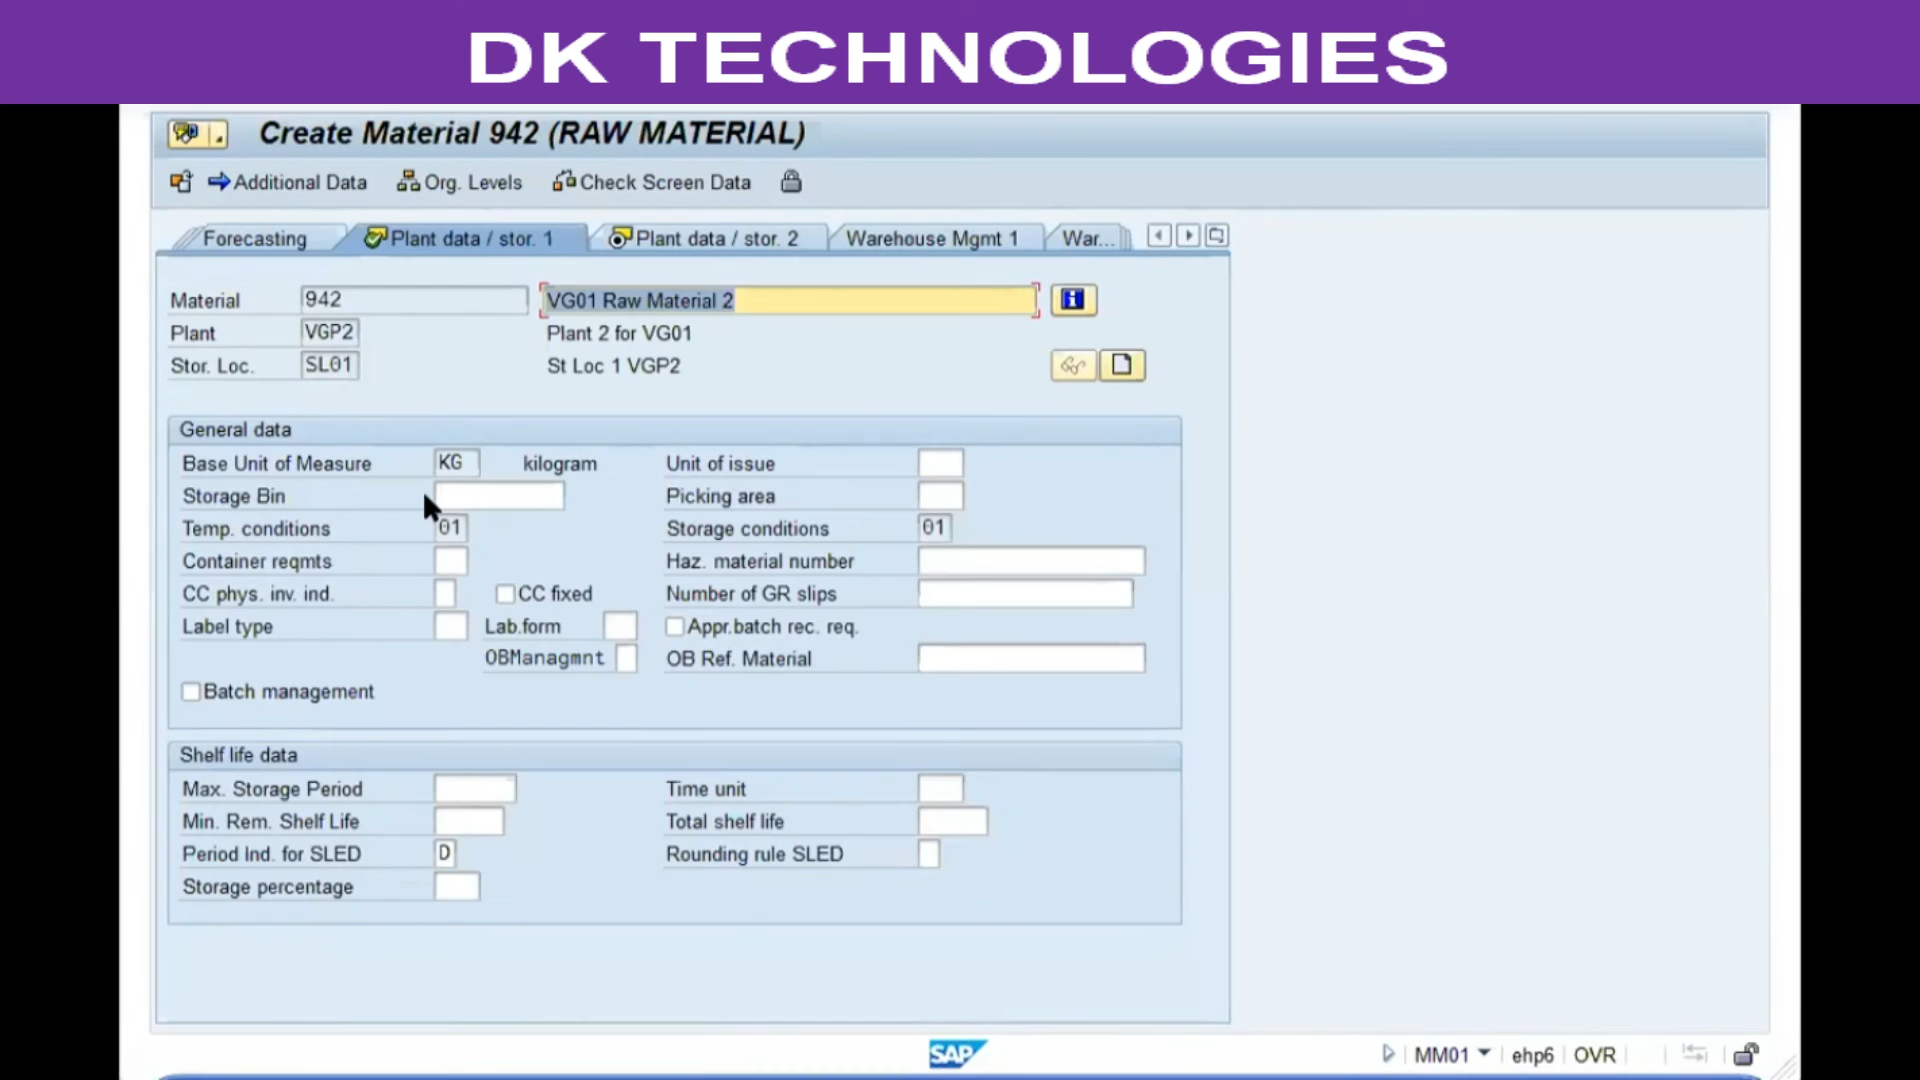 DK TECHNOLOGIES
Create Material 942 (RAW MATERIAL)
Additional Data Org. Levels Check Screen Data
Forecasting Plant data / stor. 1 Plant data / stor. 2 Warehouse Mgmt 1 War...
Material 942 VG01 Raw Material 2
Plant VGP2 Plant 2 for VG01
Stor. Loc. SL01 St Loc 1 VGP2
General data
Base Unit of Measure KG kilogram Unit of issue
Storage Bin Picking area
Temp. conditions 01 Storage conditions 01
Container reqmts Haz. material number
CC phys. inv. ind. CC fixed Number of GR slips
Label type Lab.form Appr.batch rec. req.
OBManagmnt OB Ref. Material
Batch management
Shelf life data
Max. Storage Period Time unit
Min. Rem. Shelf Life Total shelf life
Period Ind. for SLED D Rounding rule SLED
Storage percentage
SAP MM01 ehp6 OVR